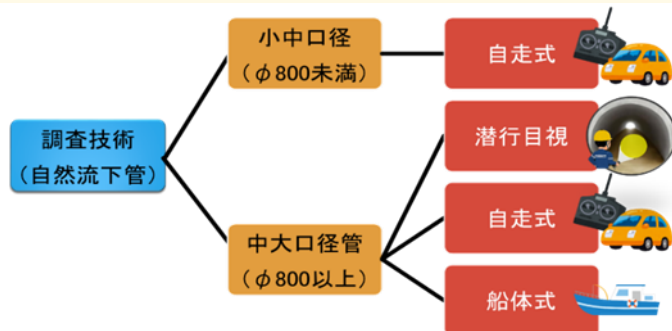 調査技術
（自然流下管）
小中口径
（φ800未満）
自走式
潜行目視
中大口径管
（φ800以上）
自走式
船体式